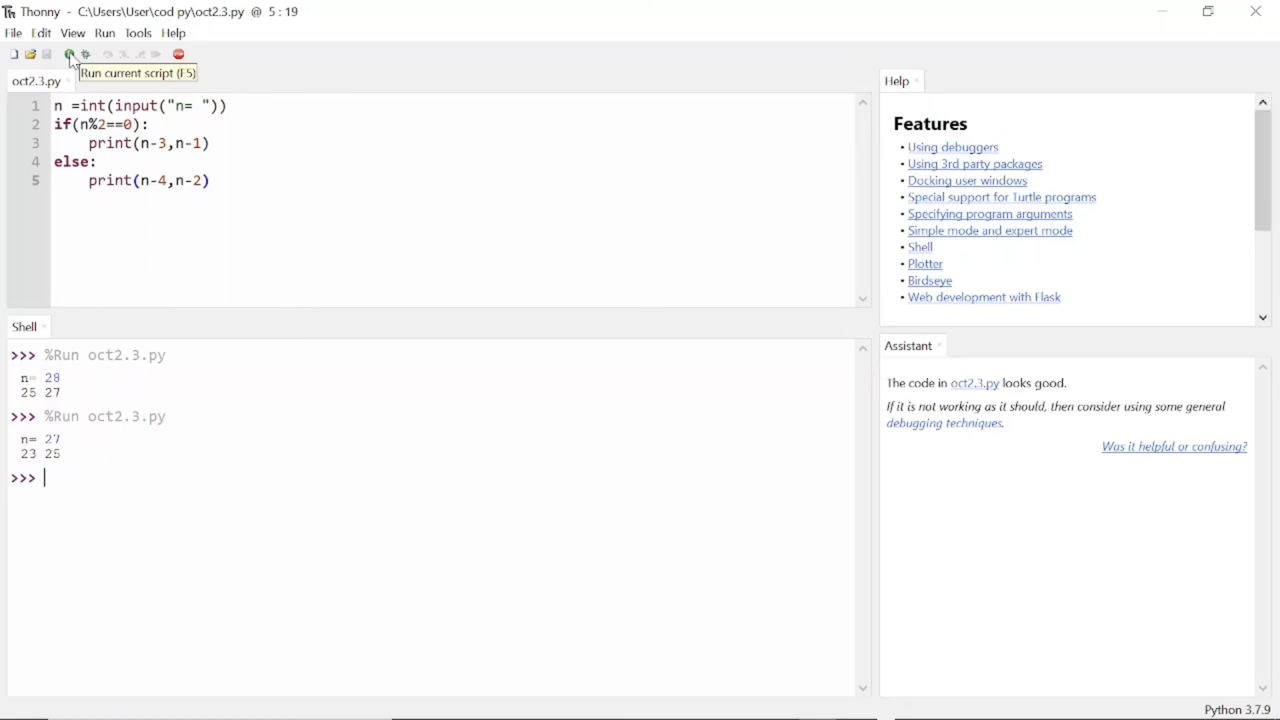 Thonny - C:\Users\User\cod py\oct2.3.py @ 5 : 19
File Edit View Run Tools Help
Run current script (F5)
oct2.3.py
1 n =int(input("n= "))
2 if(n%2==0):
3 print(n-3,n-1)
4 else:
5 print(n-4,n-2)
Shell
>>> %Run oct2.3.py
n= 28
25 27
>>> %Run oct2.3.py
n= 27
23 25
>>>
Help
Features
• Using debuggers
• Using 3rd party packages
• Docking user windows
• Special support for Turtle programs
• Specifying program arguments
• Simple mode and expert mode
• Shell
• Plotter
• Birdseye
• Web development with Flask
Assistant
The code in oct2.3.py looks good.
If it is not working as it should, then consider using some general
debugging techniques.
Was it helpful or confusing?
Python 3.7.9